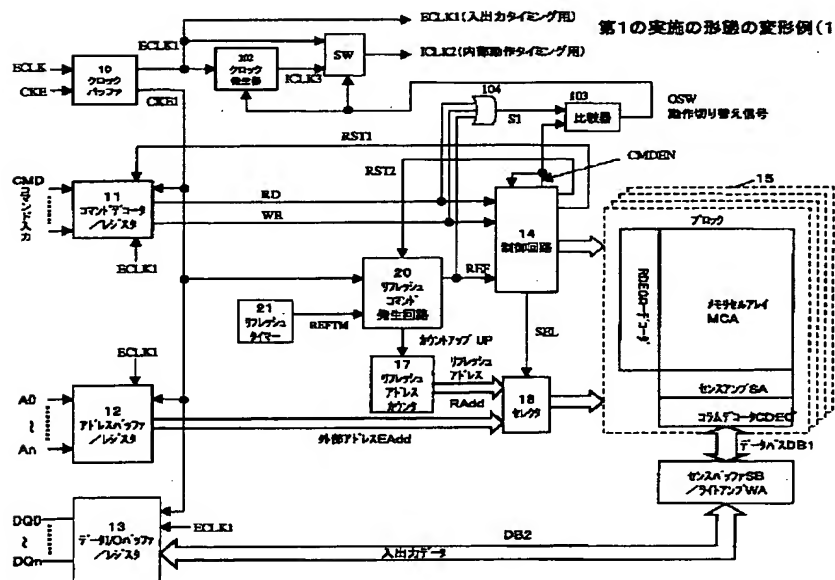 第1の実施の形態の変形例(1
ECLK1(入出力タイミング用)
ECLK1
ICLK2(内部動作タイミング用)
SW
102
クロック
発生器
ICLK3
ECLK
CKE
10
クロック
バッファ
CKE1
104
S1
103
比較器
OSW
動作切り替え信号
RST1
RST2
CMDEN
CMD
コマンド入力
11
コマンドデコーダ
/レジスタ
RD
WR
ECLK1
14
制御回路
15
ブロック
RDECローデコーダ
メモリセルアレイ
MCA
センスアンプSA
コラムデコーダCDEC
20
リフレッシュ
コマンド
発生回路
REF
21
リフレッシュ
タイマー
REFTM
SEL
カウントアップ UP
17
リフレッシュ
アドレス
カウンタ
リフレッシュ
アドレス
RAdd
18
セレクタ
ECLK1
A0
~
An
12
アドレスバッファ
/レジスタ
外部アドレスEAdd
データバスDB1
センスバッファSB
/ライトアンプWA
DQ0
~
DQn
13
データI/Oバッファ
/レジスタ
ECLK1
DB2
入出力データ